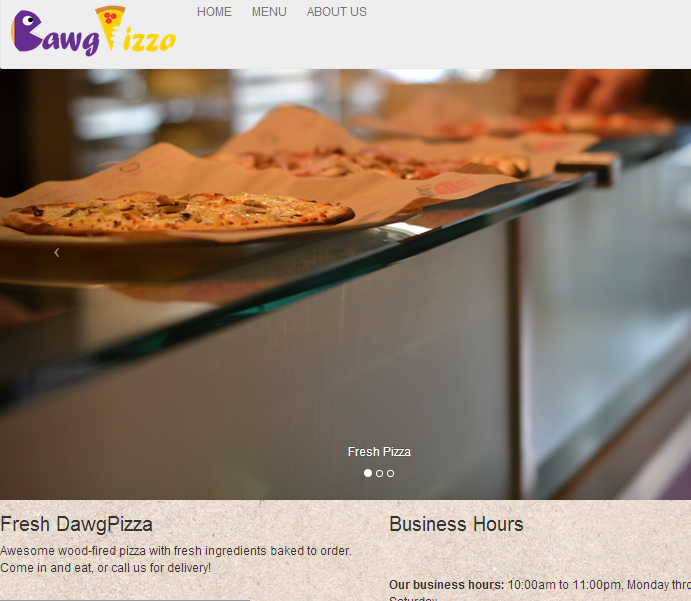 DawgPizza
HOME MENU ABOUT US
Fresh Pizza
Fresh DawgPizza
Awesome wood-fired pizza with fresh ingredients baked to order.
Come in and eat, or call us for delivery!
Business Hours
Our business hours: 10:00am to 11:00pm, Monday thro
Saturday